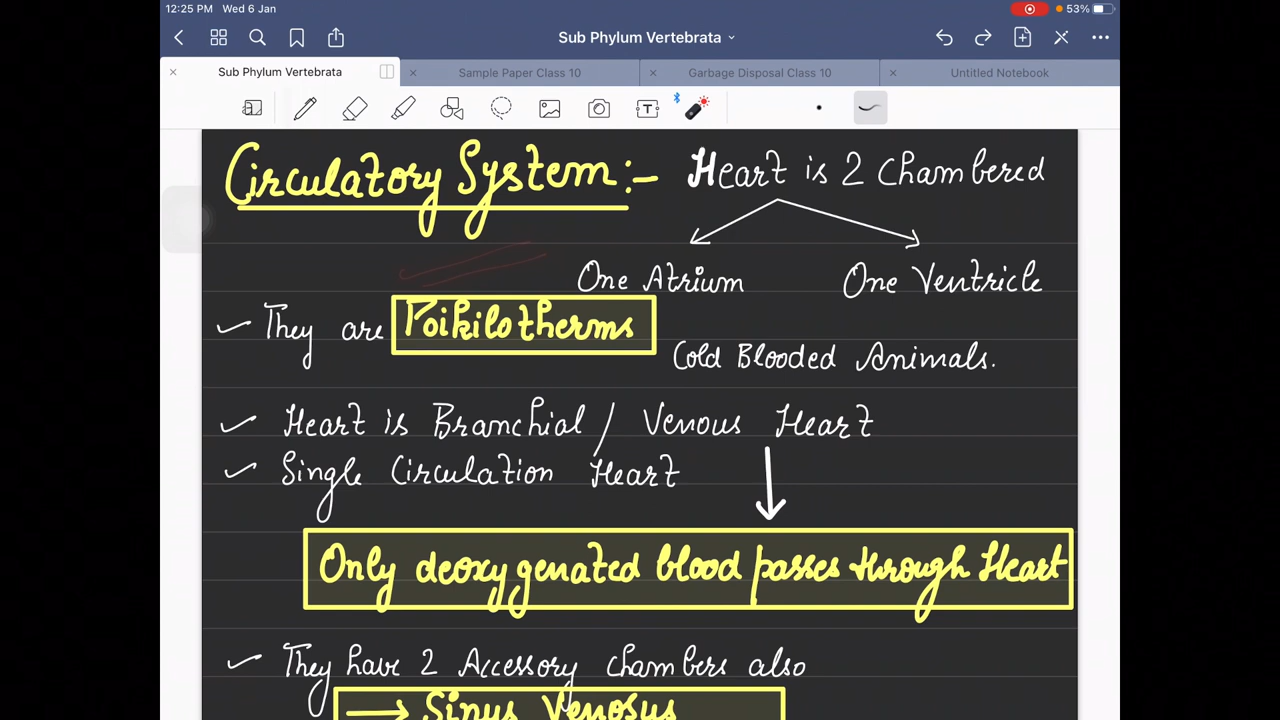 12:25 PM Wed 6 Jan
53%
Sub Phylum Vertebrata
Sub Phylum Vertebrata
Sample Paper Class 10
Garbage Disposal Class 10
Untitled Notebook
T
Circulatory System:- Heart is 2 Chambered
One Atrium One Ventricle
They are Poikilotherms
Cold Blooded Animals.
Heart is Branchial / Venous Heart
Single Circulation Heart
Only deoxygenated blood passes through Heart
They have 2 Accessory chambers also
→ Sinus Venosus